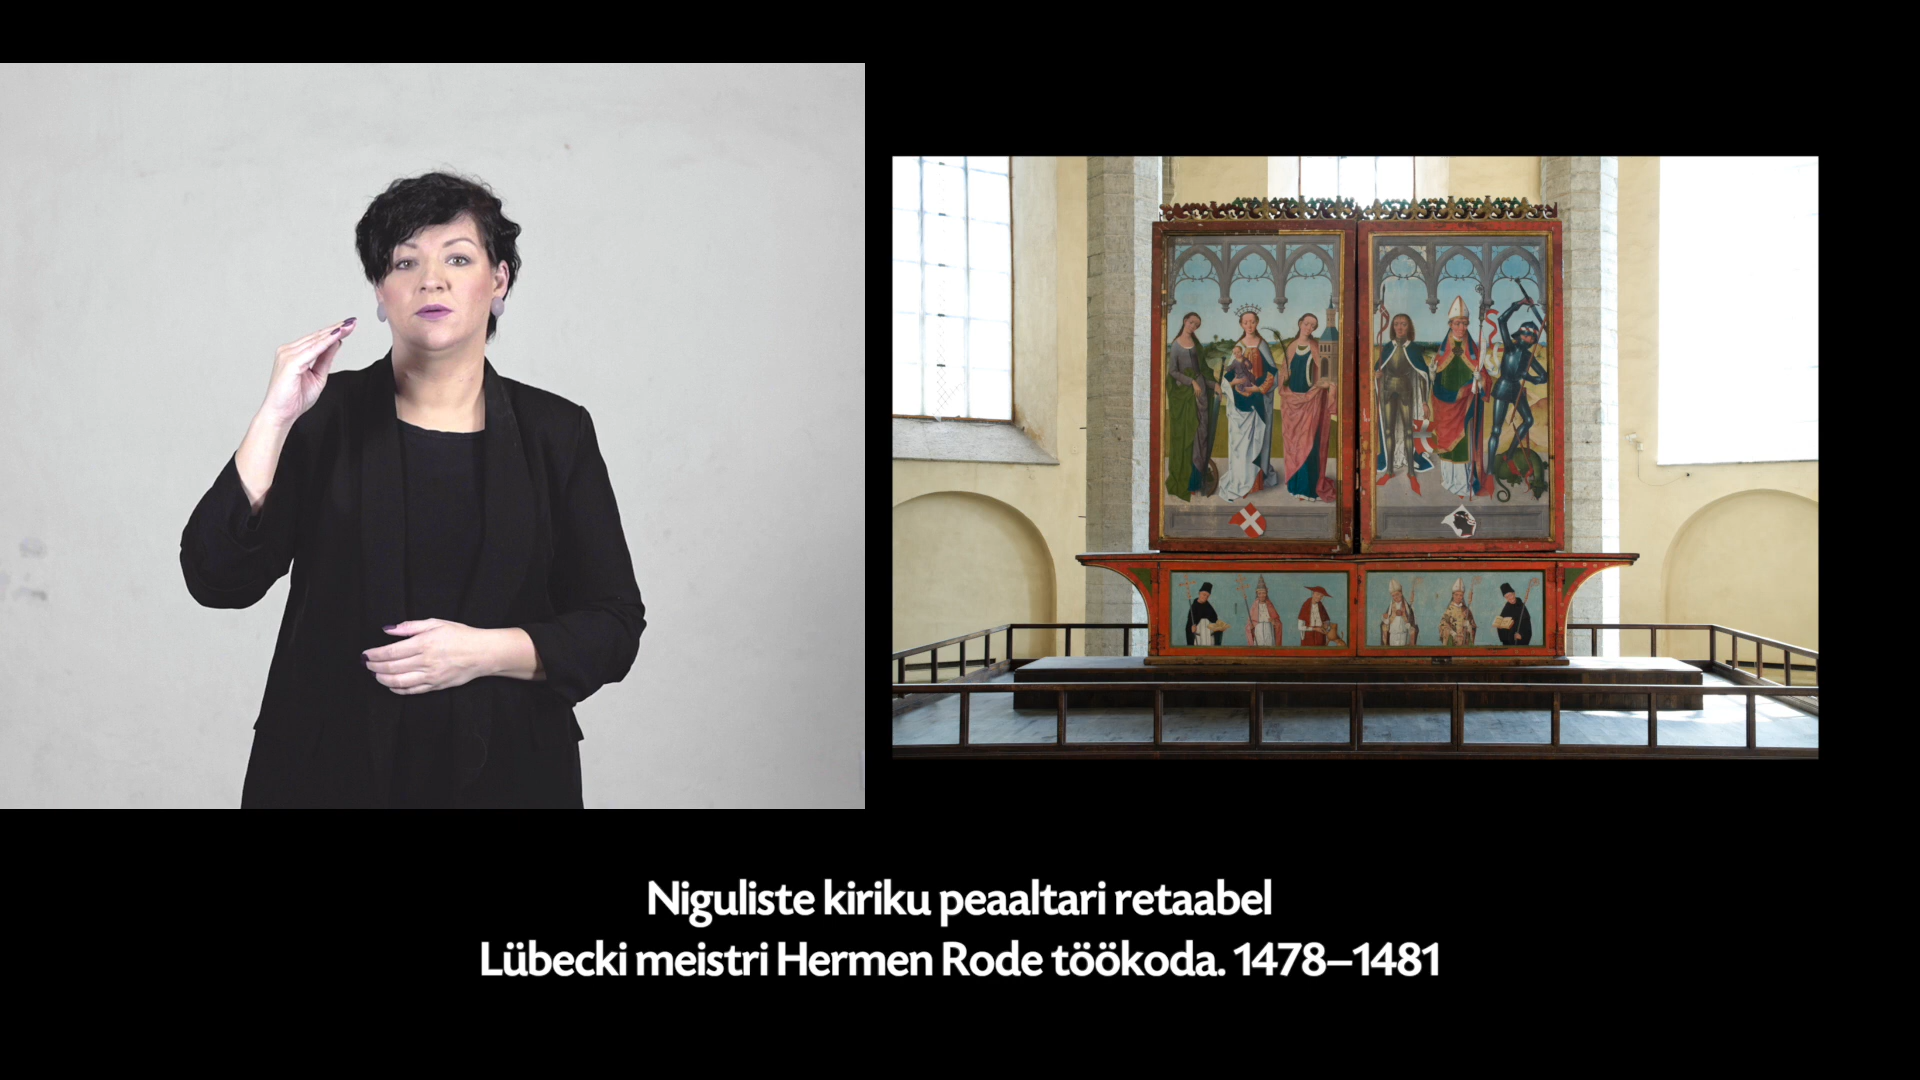 Niguliste kiriku peaaltari retaabel
Lübecki meistri Hermen Rode töökoda. 1478–1481